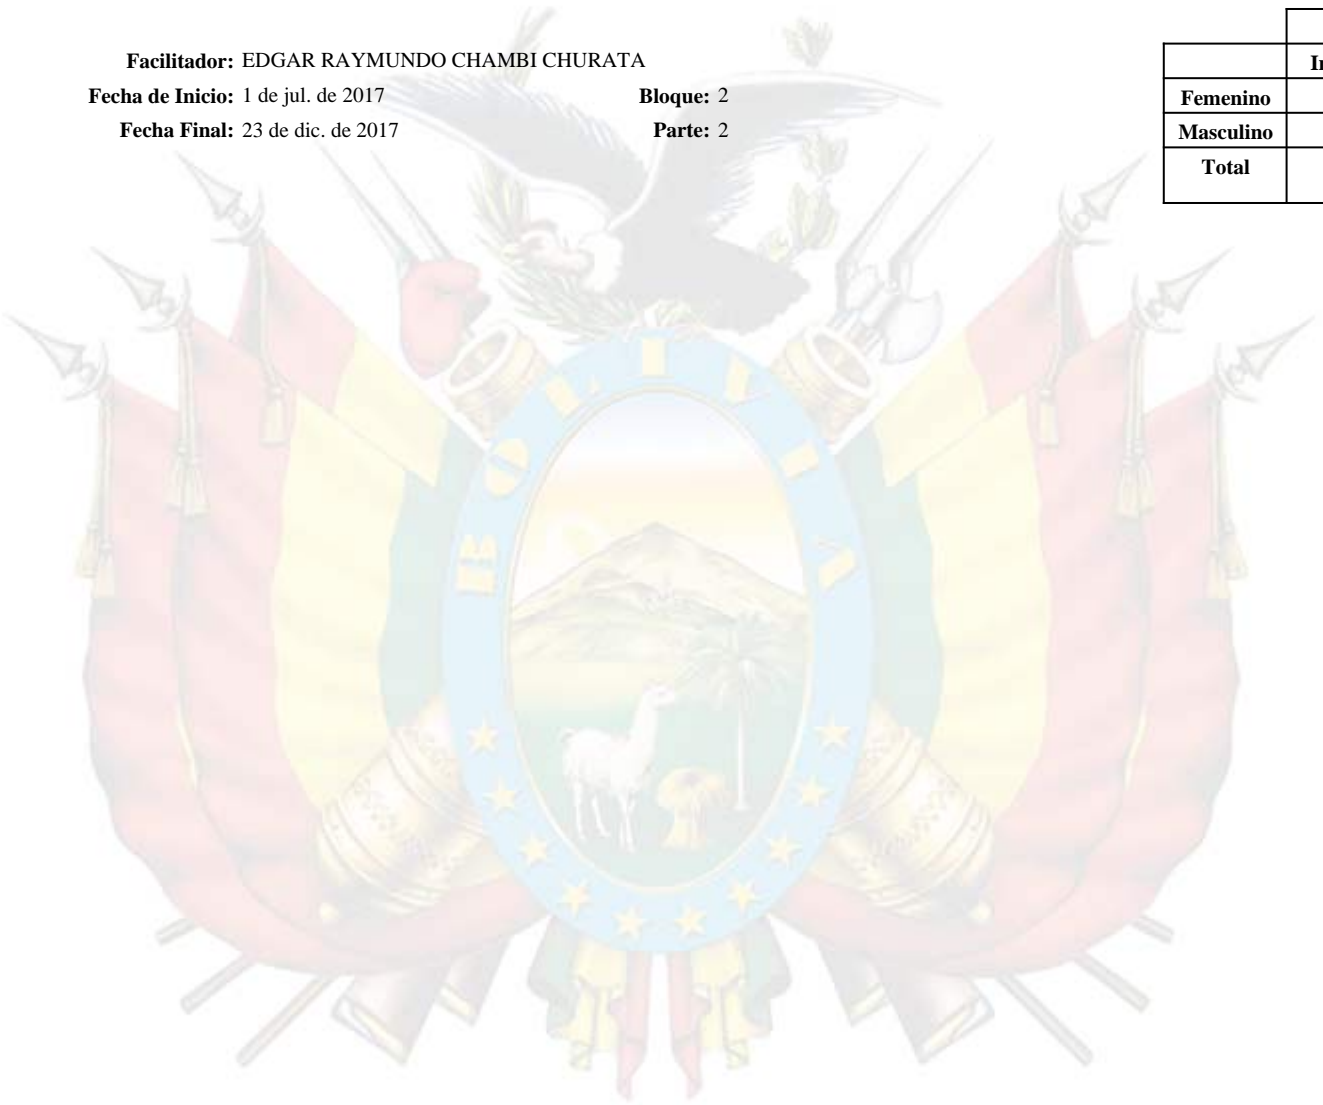 Facilitador: EDGAR RAYMUNDO CHAMBI CHURATA
Fecha de Inicio: 1 de jul. de 2017 Bloque: 2
Fecha Final: 23 de dic. de 2017 Parte: 2
Femenino
Masculino
Total
BOLIVIA